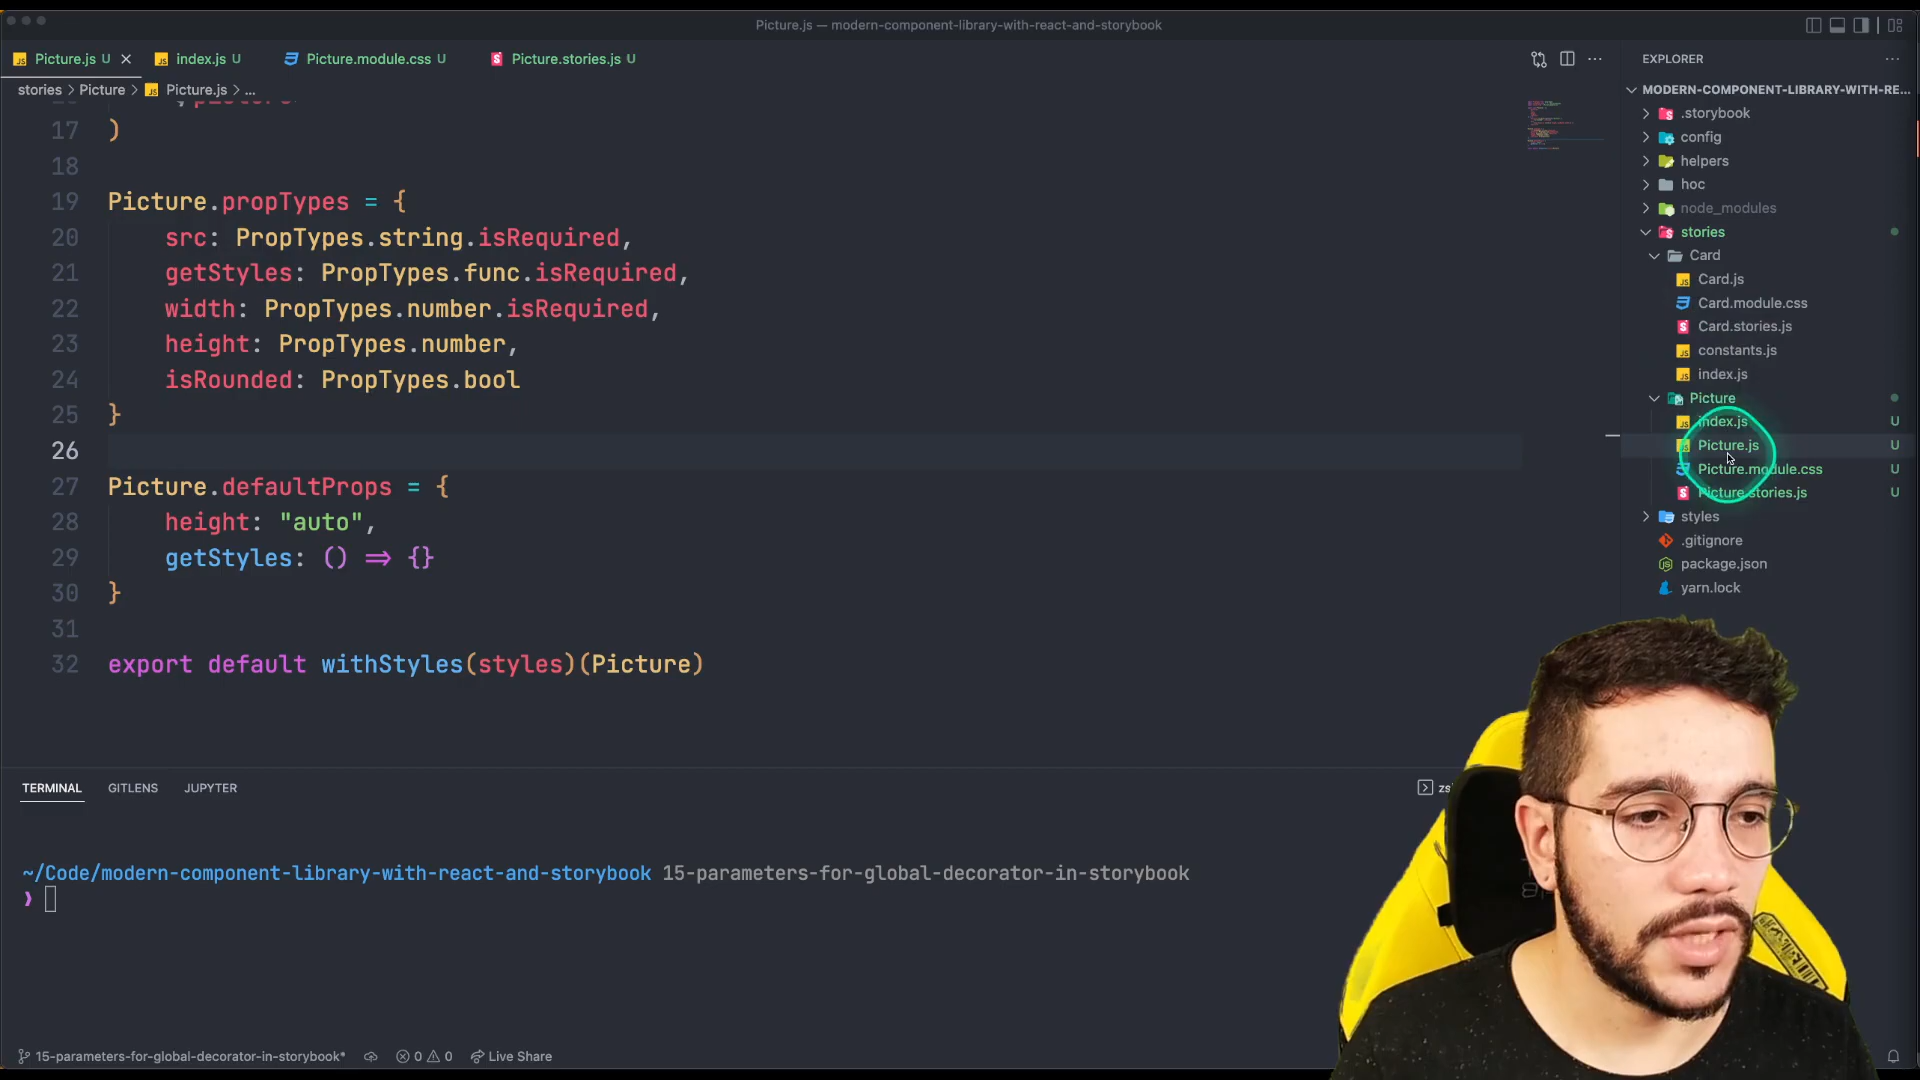 Picture.js — modern-component-library-with-react-and-storybook
Picture.js U
index.js U
Picture.module.css U
Picture.stories.js U
stories > Picture > Picture.js > ...
17 )
18
19 Picture.propTypes = {
20 src: PropTypes.string.isRequired,
21 getStyles: PropTypes.func.isRequired,
22 width: PropTypes.number.isRequired,
23 height: PropTypes.number,
24 isRounded: PropTypes.bool
25 }
26
27 Picture.defaultProps = {
28 height: "auto",
29 getStyles: () => {}
30 }
31
32 export default withStyles(styles)(Picture)
TERMINAL GITLENS JUPYTER
~/Code/modern-component-library-with-react-and-storybook 15-parameters-for-global-decorator-in-storybook
❯
15-parameters-for-global-decorator-in-storybook* 0 0 Live Share
EXPLORER
MODERN-COMPONENT-LIBRARY-WITH-RE...
.storybook
config
helpers
hoc
node_modules
stories
Card
Card.js
Card.module.css
Card.stories.js
constants.js
index.js
Picture
index.js U
Picture.js U
Picture.module.css U
Picture.stories.js U
styles
.gitignore
package.json
yarn.lock